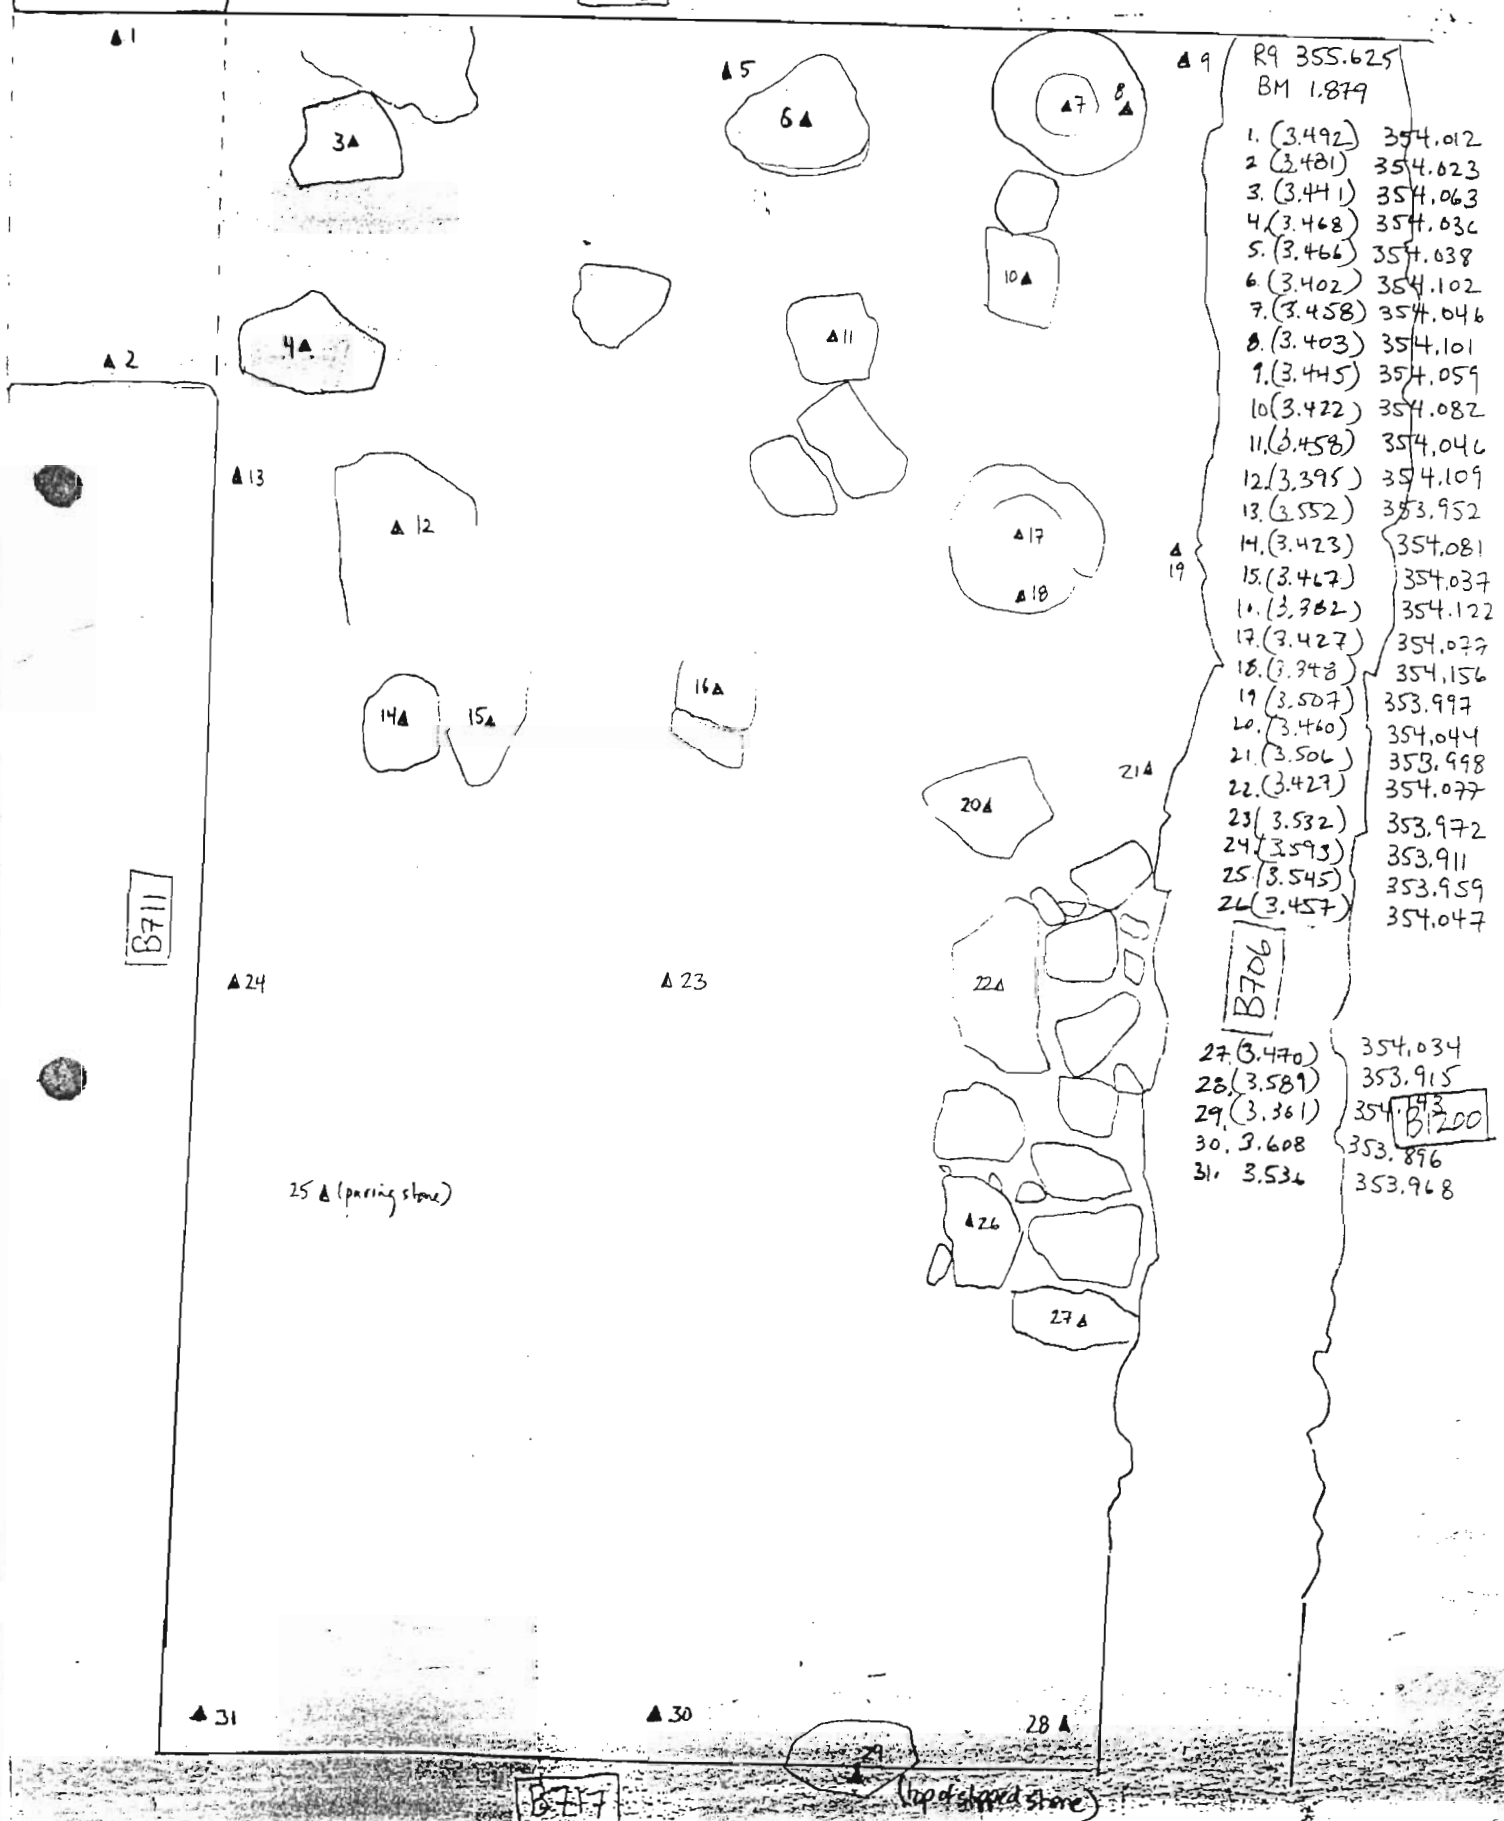 ▲1
▲5
6▲
▲7
8▲
▲9
3▲
▲2
4▲
10▲
▲11
▲13
▲12
▲17
▲18
▲
19
14▲
15▲
16▲
20▲
21▲
B711
▲24
▲23
22▲
25▲ (paving stone)
▲26
27▲
▲31
▲30
28▲
29
▲
B717
(top of slipped stone)
R9 355.625
BM 1.879
1. (3.492) 354.012
2 (3.481) 354.023
3. (3.441) 354.063
4. (3.468) 354.036
5. (3.466) 354.038
6. (3.402) 354.102
7. (3.458) 354.046
8. (3.403) 354.101
9. (3.445) 354.059
10 (3.422) 354.082
11. (3.458) 354.046
12. (3.395) 354.109
13. (3.552) 353.952
14. (3.423) 354.081
15. (3.467) 354.037
16. (3.382) 354.122
17. (3.427) 354.077
18. (3.348) 354.156
19 (3.507) 353.997
20. (3.460) 354.044
21. (3.506) 353.998
22. (3.427) 354.077
23 (3.532) 353.972
24. (3.593) 353.911
25. (3.545) 353.959
26 (3.457) 354.047
B706
27. (3.470) 354.034
28. (3.589) 353.915
29. (3.361) 354.143
B1200
30. 3.608 353.896
31. 3.536 353.968